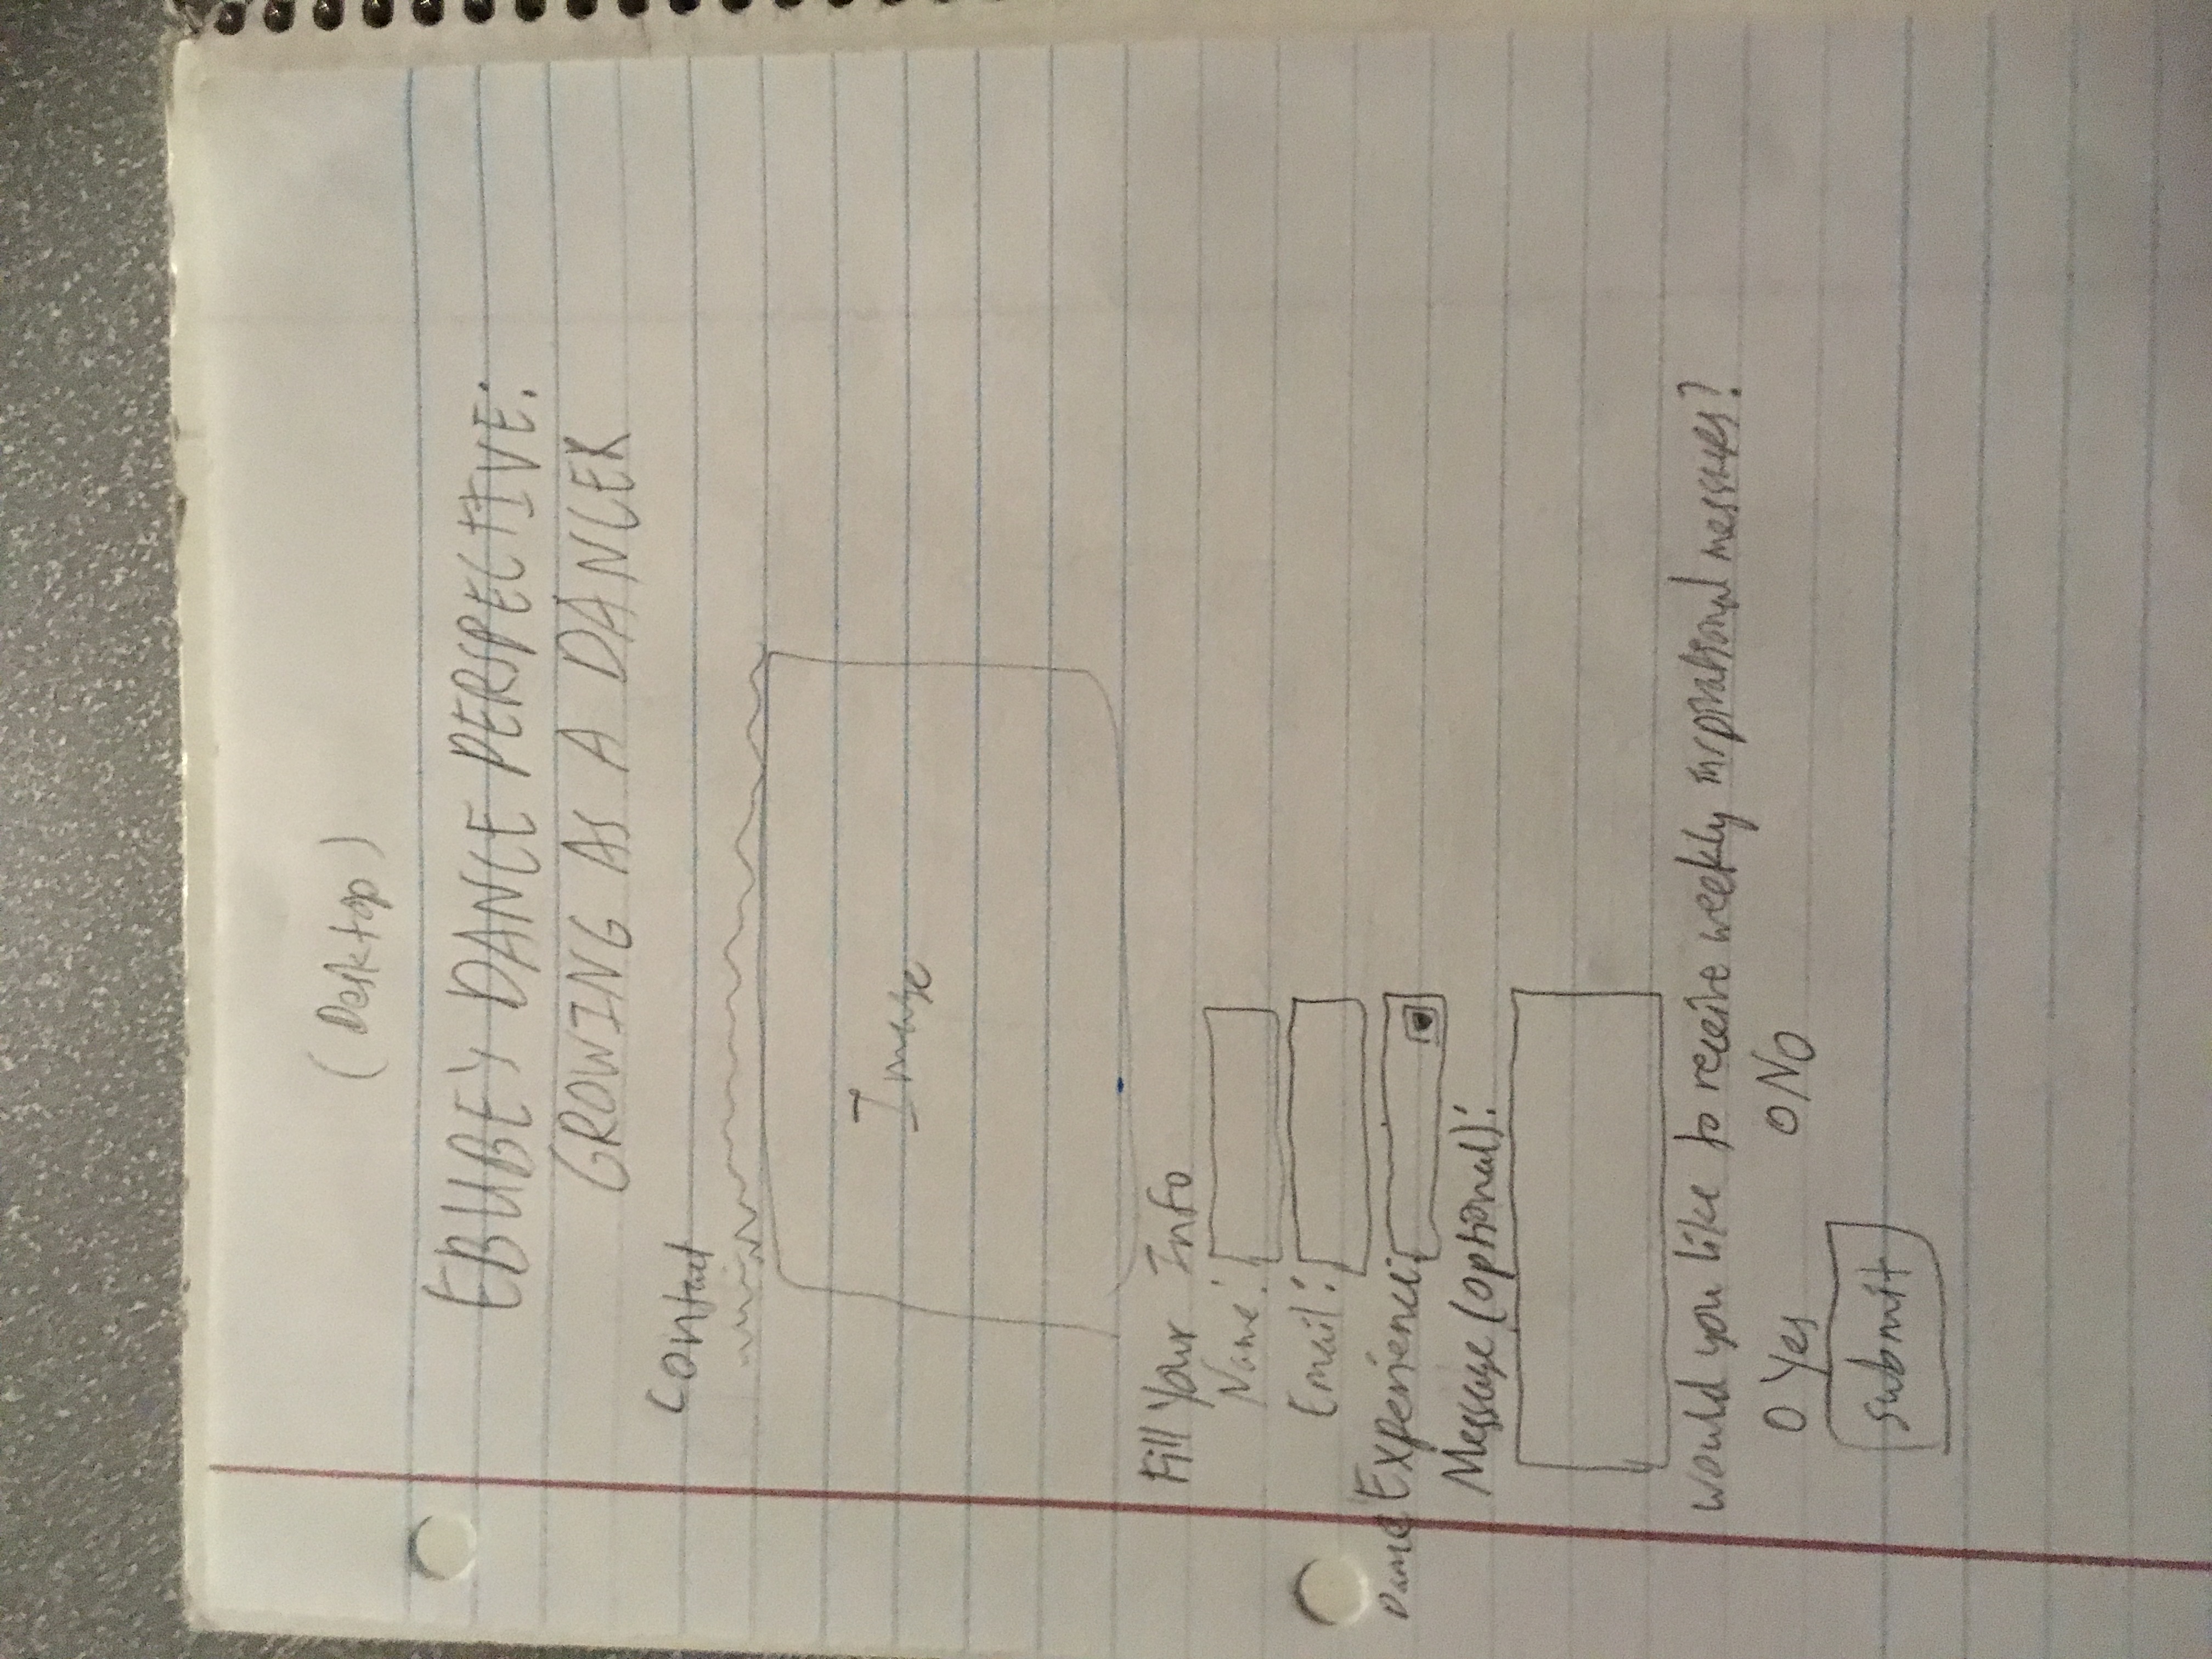 (Desktop)
EBUBE'S DANCE PERSPECTIVE:
GROWING AS A DANCER
Contact
Image
Fill Your Info
Name:
Email:
Dance Experience:
Message (optional):
Would you like to receive weekly inspirational messages?
O Yes O No
Submit